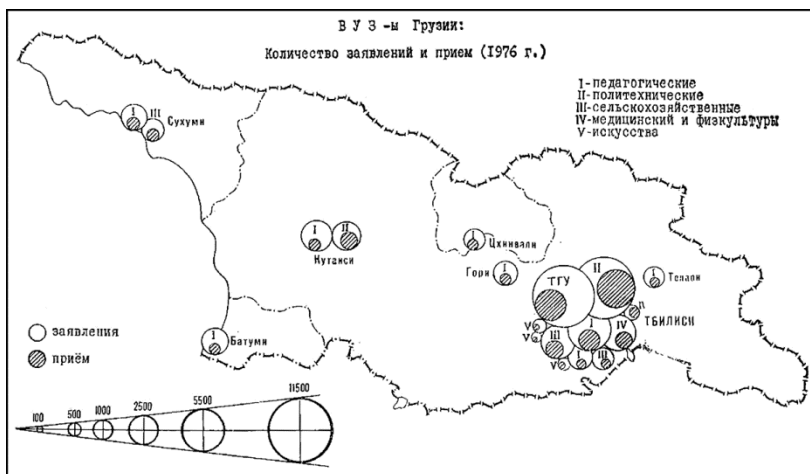 ВУЗ-ы Грузии:
Количество заявлений и прием (1976 г.)
I-педагогические
II-политехнические
III-сельскохозяйственные
IV-медицинский и физкультуры
V-искусства
I
III
Сухуми
I
II
Кутаиси
I
Цхинвали
Гори
I
I
Телави
ТГУ
II
ТБИЛИСИ
V
V
III
I
IV
V
I
III
I
Батуми
заявления
приём
100
500
1000
2500
5500
11500